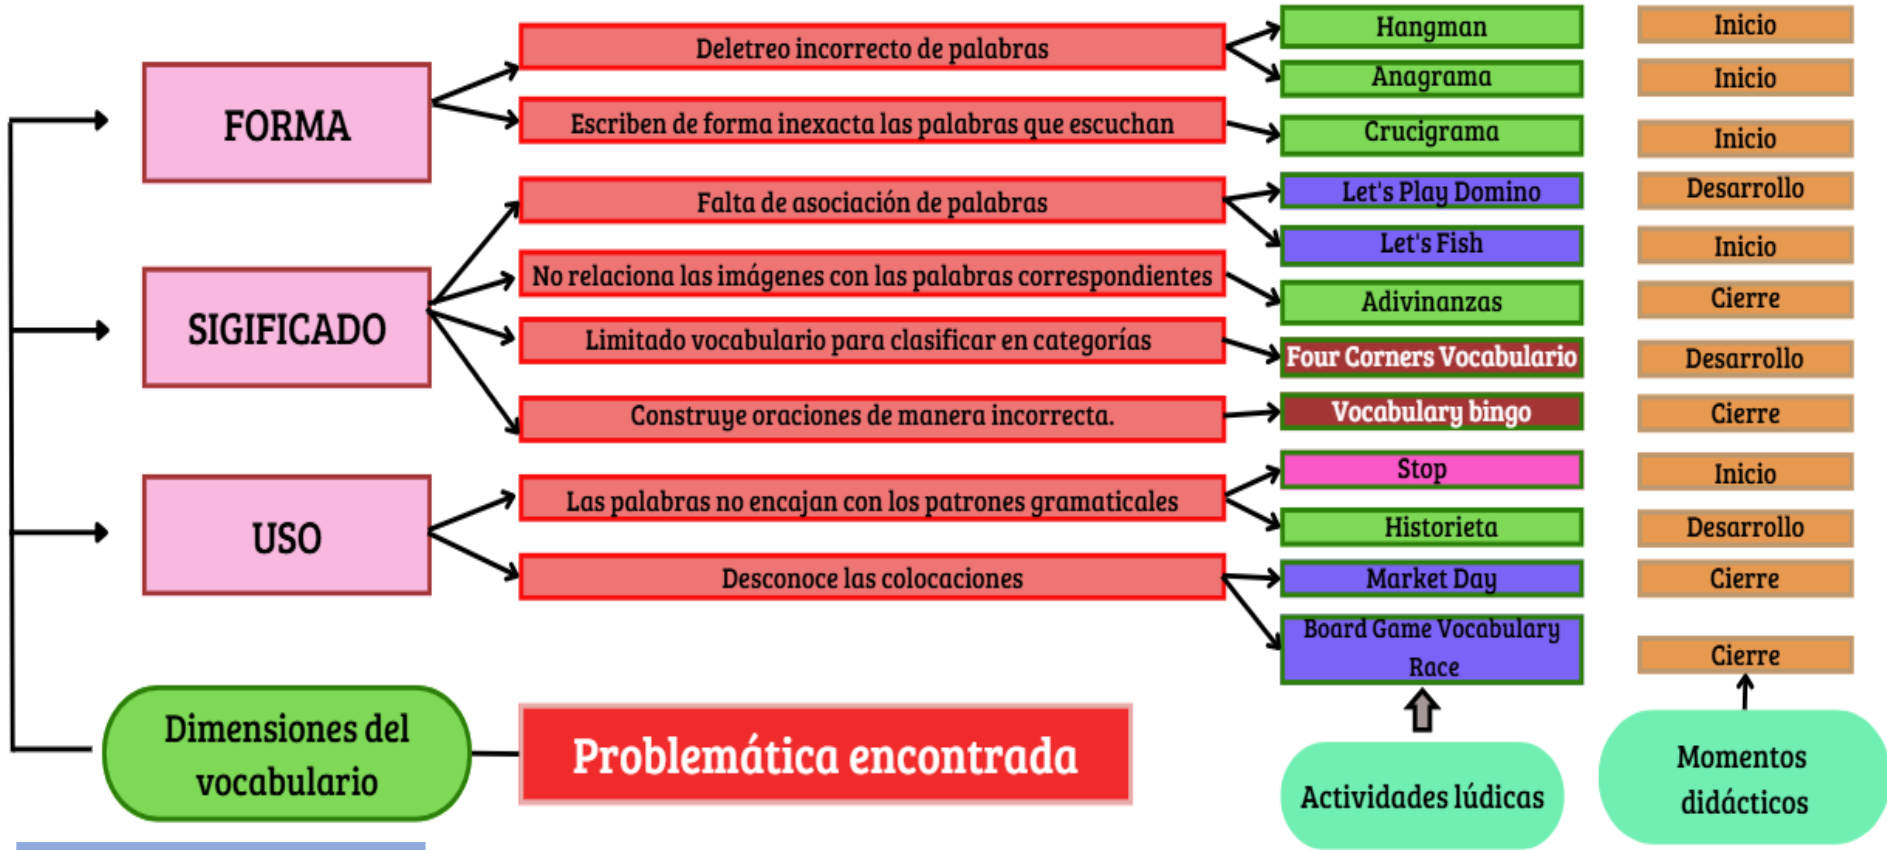 FORMA
SIGIFICADO
USO
Dimensiones del
vocabulario
Deletreo incorrecto de palabras
Escriben de forma inexacta las palabras que escuchan
Falta de asociación de palabras
No relaciona las imágenes con las palabras correspondientes
Limitado vocabulario para clasificar en categorías
Construye oraciones de manera incorrecta.
Las palabras no encajan con los patrones gramaticales
Desconoce las colocaciones
Problemática encontrada
Hangman
Anagrama
Crucigrama
Let's Play Domino
Let's Fish
Adivinanzas
Four Corners Vocabulario
Vocabulary bingo
Stop
Historieta
Market Day
Board Game Vocabulary
Race
Actividades lúdicas
Inicio
Inicio
Inicio
Desarrollo
Inicio
Cierre
Desarrollo
Cierre
Inicio
Desarrollo
Cierre
Cierre
Momentos
didácticos